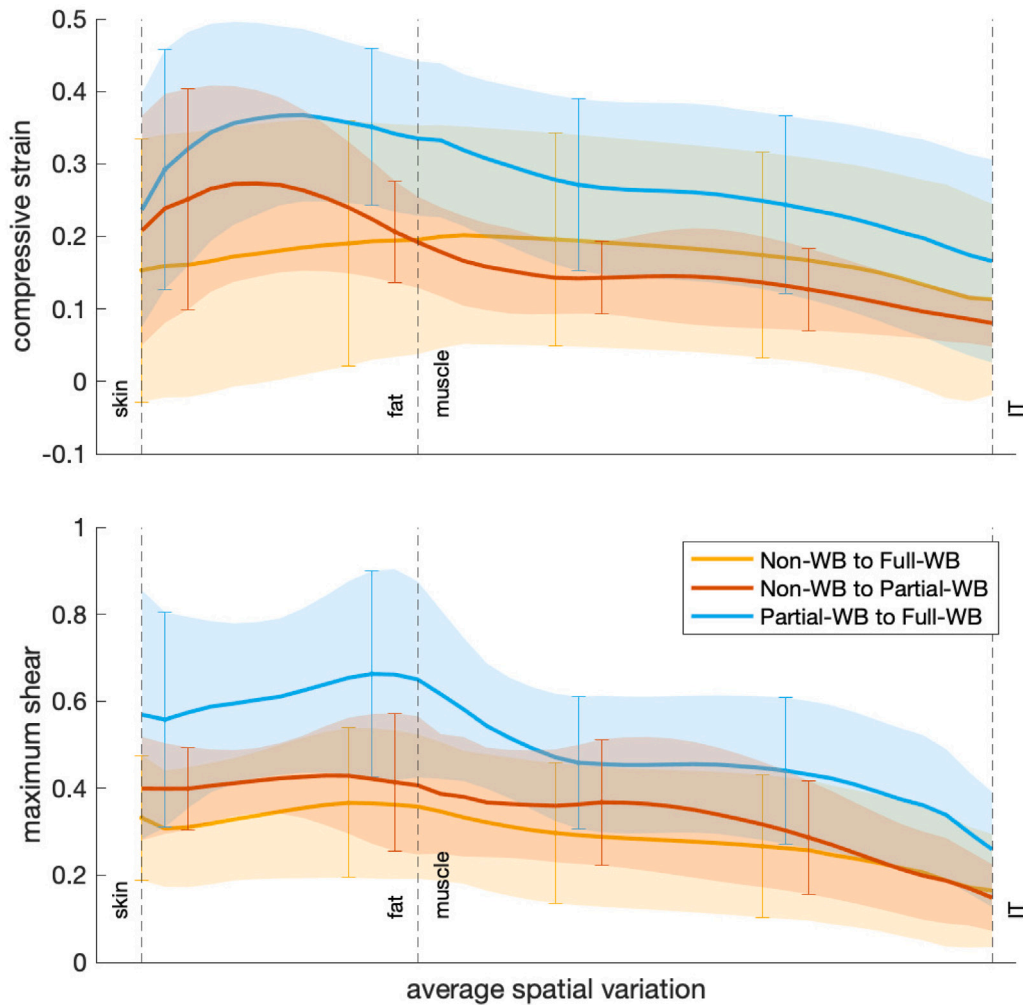 0.5
0.4
0.3
0.2
0.1
0
-0.1
compressive strain
skin
fat
muscle
IT
1
0.8
0.6
0.4
0.2
0
maximum shear
Non-WB to Full-WB
Non-WB to Partial-WB
Partial-WB to Full-WB
skin
fat
muscle
IT
average spatial variation